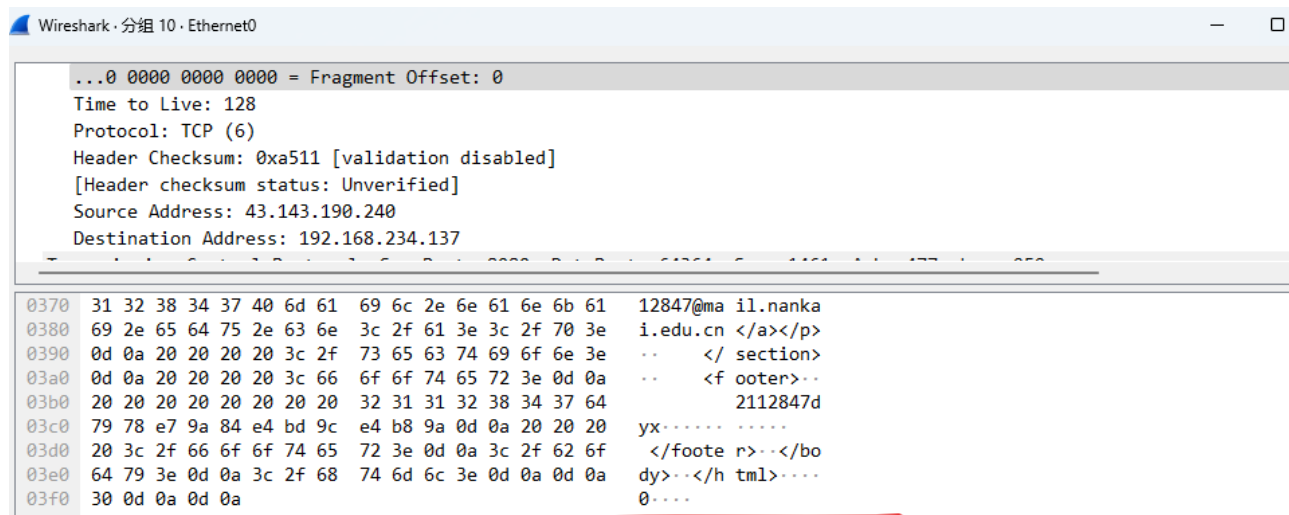 Wireshark · 分组 10 · Ethernet0
...0 0000 0000 0000 = Fragment Offset: 0
Time to Live: 128
Protocol: TCP (6)
Header Checksum: 0xa511 [validation disabled]
[Header checksum status: Unverified]
Source Address: 43.143.190.240
Destination Address: 192.168.234.137
0370 31 32 38 34 37 40 6d 61 69 6c 2e 6e 61 6e 6b 61 12847@ma il.nanka
0380 69 2e 65 64 75 2e 63 6e 3c 2f 61 3e 3c 2f 70 3e i.edu.cn </a></p>
0390 0d 0a 20 20 20 20 3c 2f 73 65 63 74 69 6f 6e 3e ·· </ section>
03a0 0d 0a 20 20 20 20 3c 66 6f 6f 74 65 72 3e 0d 0a ·· <f ooter>··
03b0 20 20 20 20 20 20 20 20 32 31 31 32 38 34 37 64 2112847d
03c0 79 78 e7 9a 84 e4 bd 9c e4 b8 9a 0d 0a 20 20 20 yx······ ·····
03d0 20 3c 2f 66 6f 6f 74 65 72 3e 0d 0a 3c 2f 62 6f </foote r>··</bo
03e0 64 79 3e 0d 0a 3c 2f 68 74 6d 6c 3e 0d 0a 0d 0a dy>··</h tml>····
03f0 30 0d 0a 0d 0a 0····